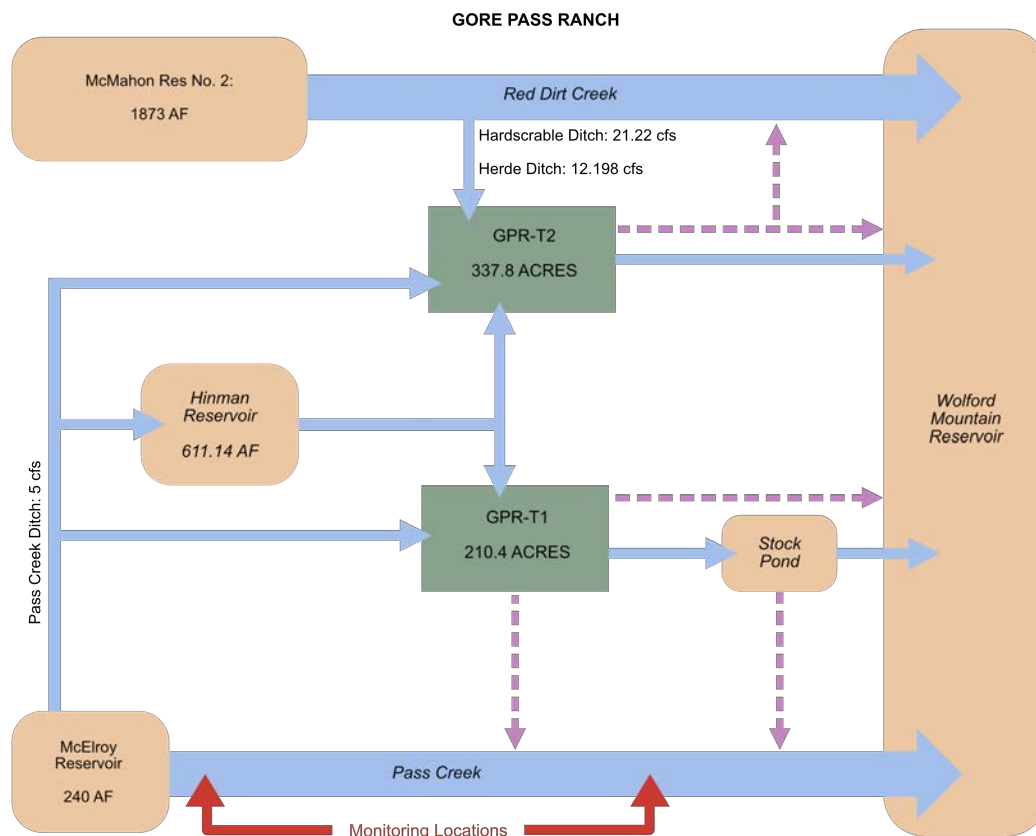 GORE PASS RANCH
McMahon Res No. 2:
1873 AF
Red Dirt Creek
Hardscrable Ditch: 21.22 cfs
Herde Ditch: 12.198 cfs
GPR-T2
337.8 ACRES
Hinman
Reservoir
611.14 AF
Wolford
Mountain
Reservoir
Pass Creek Ditch: 5 cfs
GPR-T1
210.4 ACRES
Stock
Pond
McElroy
Reservoir
240 AF
Pass Creek
Monitoring Locations